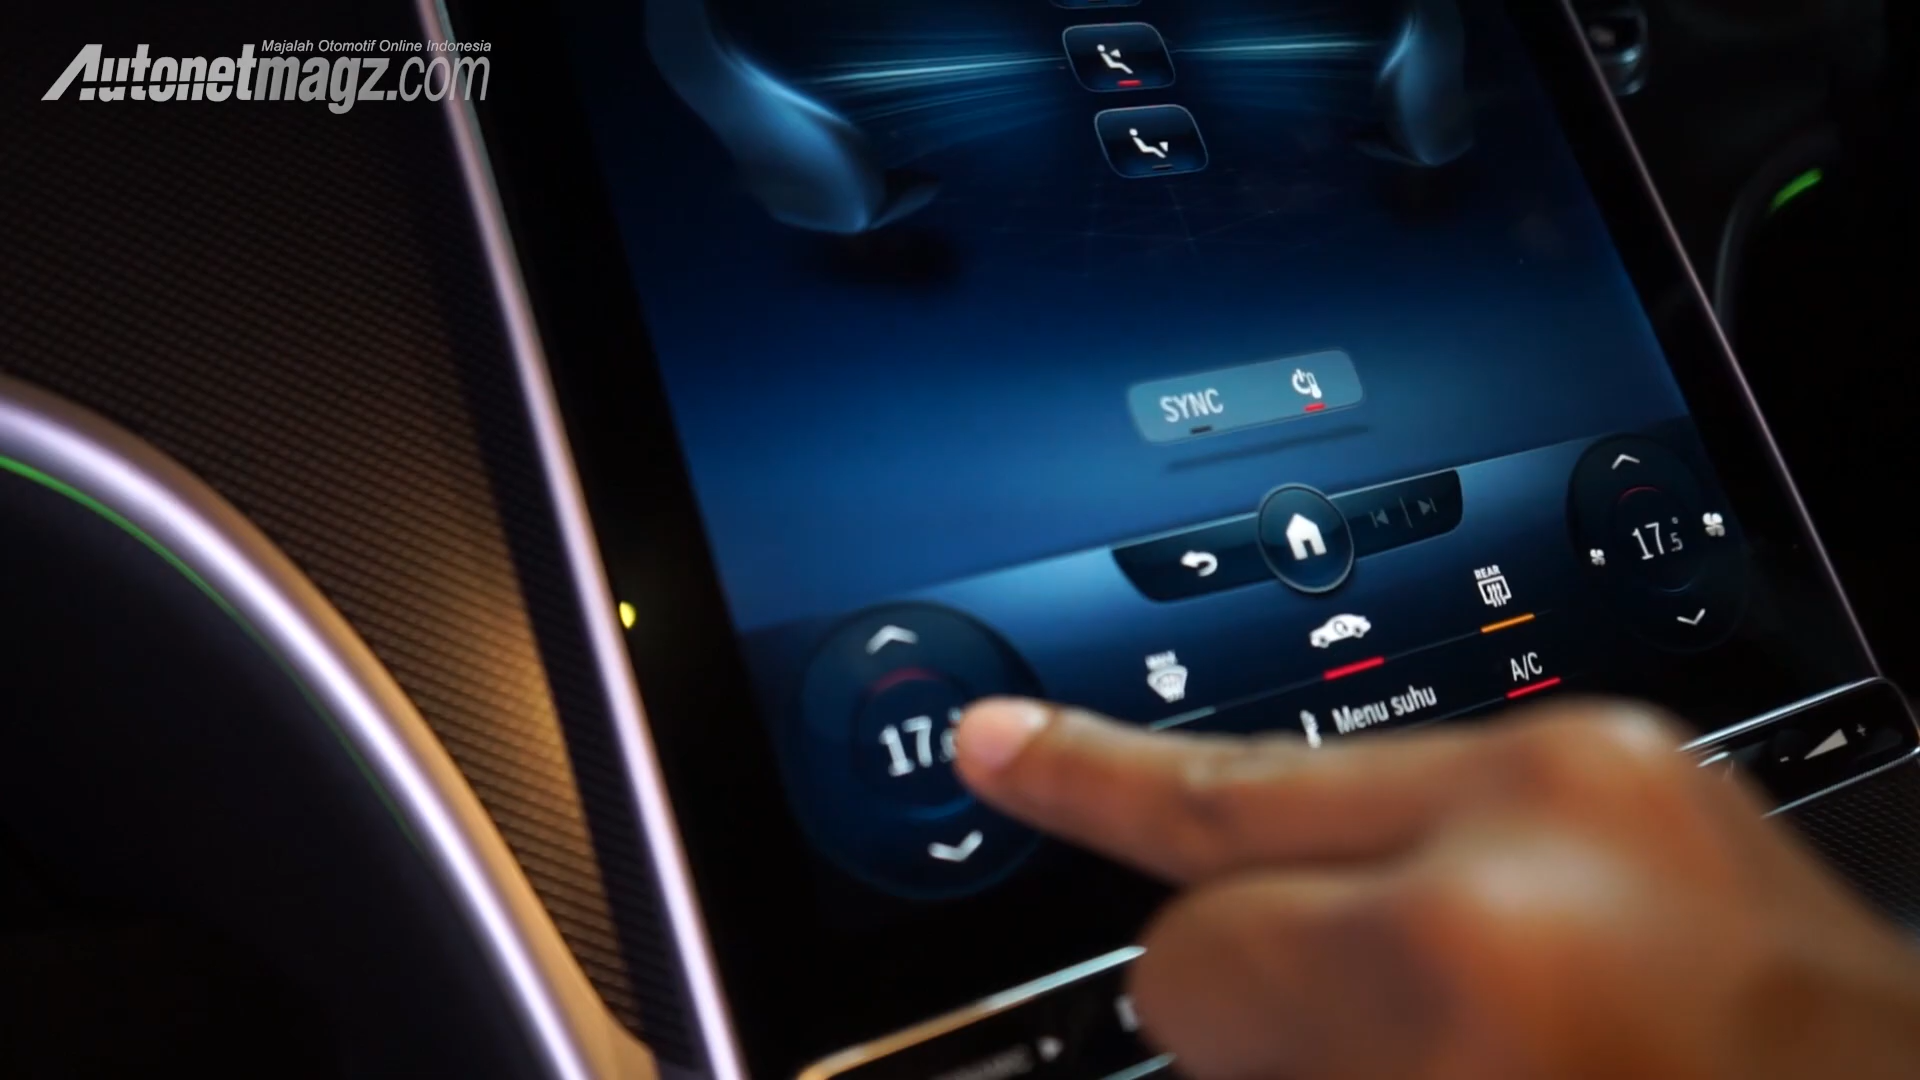 Majalah Otomotif Online Indonesia
Autonetmagz.com
SYNC
17.5
REAR
17.
A/C
Menu suhu